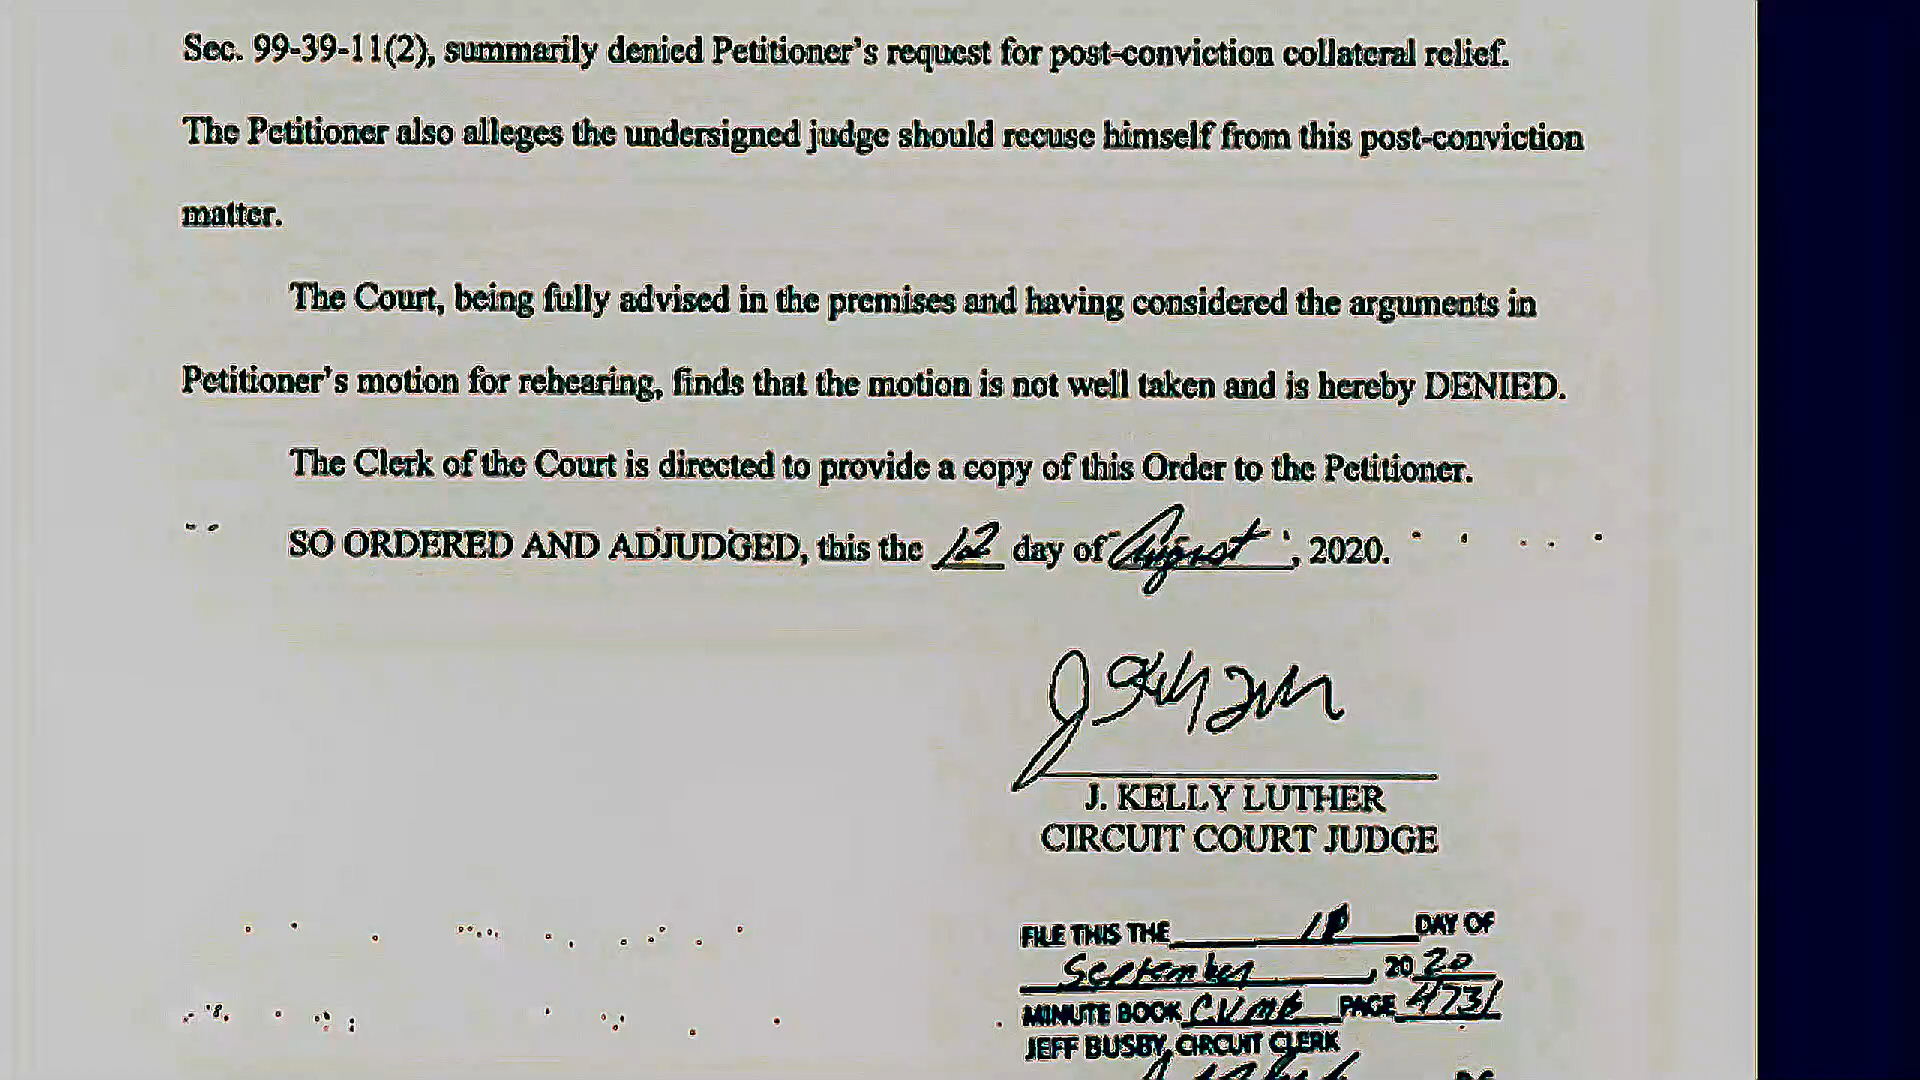 Sec. 99-39-11(2), summarily denied Petitioner's request for post-conviction collateral relief.
The Petitioner also alleges the undersigned judge should recuse himself from this post-conviction
matter.
The Court, being fully advised in the premises and having considered the arguments in
Petitioner's motion for rehearing, finds that the motion is not well taken and is hereby DENIED.
The Clerk of the Court is directed to provide a copy of this Order to the Petitioner.
SO ORDERED AND ADJUDGED, this the 12 day of August, 2020.
J. KELLY LUTHER
CIRCUIT COURT JUDGE
FILE THIS THE DAY OF
September, 2020
MINUTE BOOK CVMB PAGE 4731
JEFF BUSBY, CIRCUIT CLERK